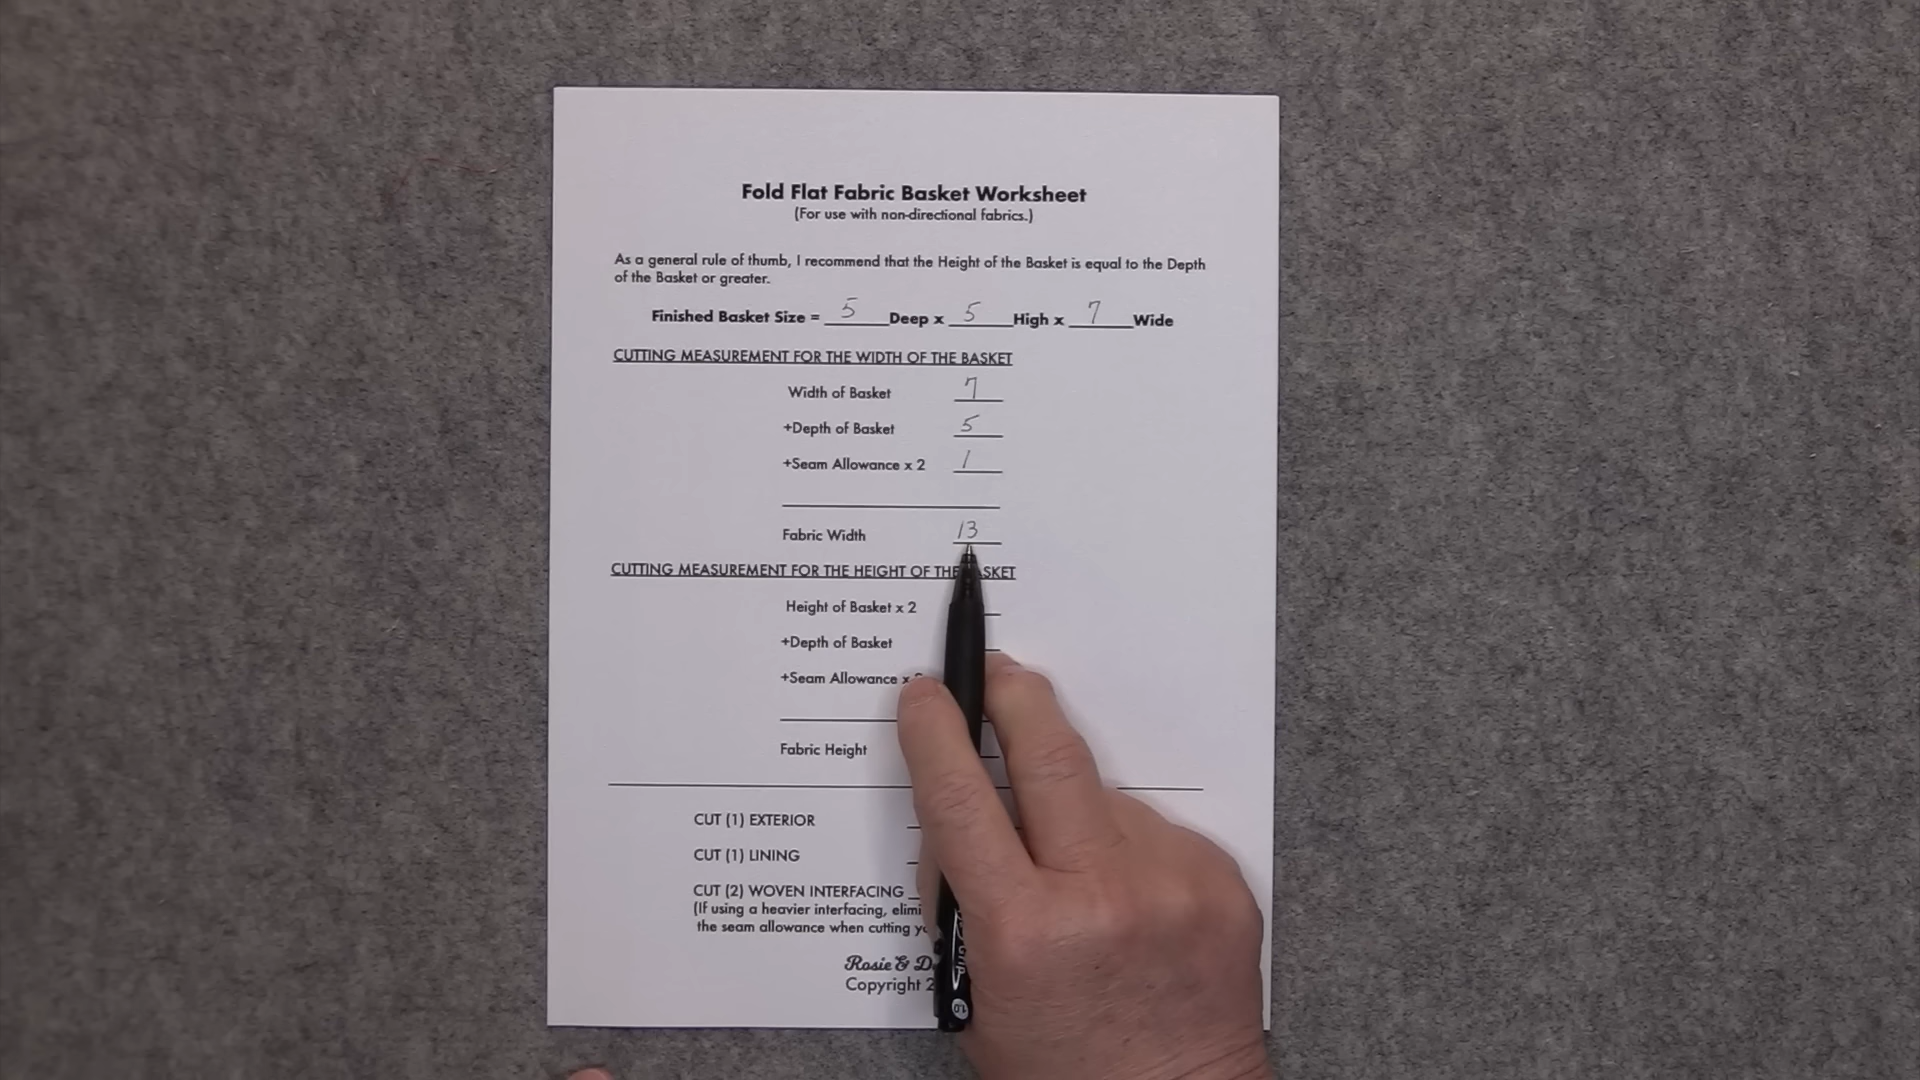 Fold Flat Fabric Basket Worksheet
(For use with non-directional fabrics.)
As a general rule of thumb, I recommend that the Height of the Basket is equal to the Depth
of the Basket or greater.
Finished Basket Size = 5 Deep x 5 High x 7 Wide
CUTTING MEASUREMENT FOR THE WIDTH OF THE BASKET
Width of Basket 7
+Depth of Basket 5
+Seam Allowance x 2 1
Fabric Width 13
CUTTING MEASUREMENT FOR THE HEIGHT OF THE
Height of Basket x 2
+Depth of Basket
+Seam Allowance x
Fabric Height
CUT (1) EXTERIOR
CUT (1) LINING
CUT (2) WOVEN INTERFACING
(If using a heavier interfacing,
the seam allowance when cutting
Rosie &
Copyright
1.0